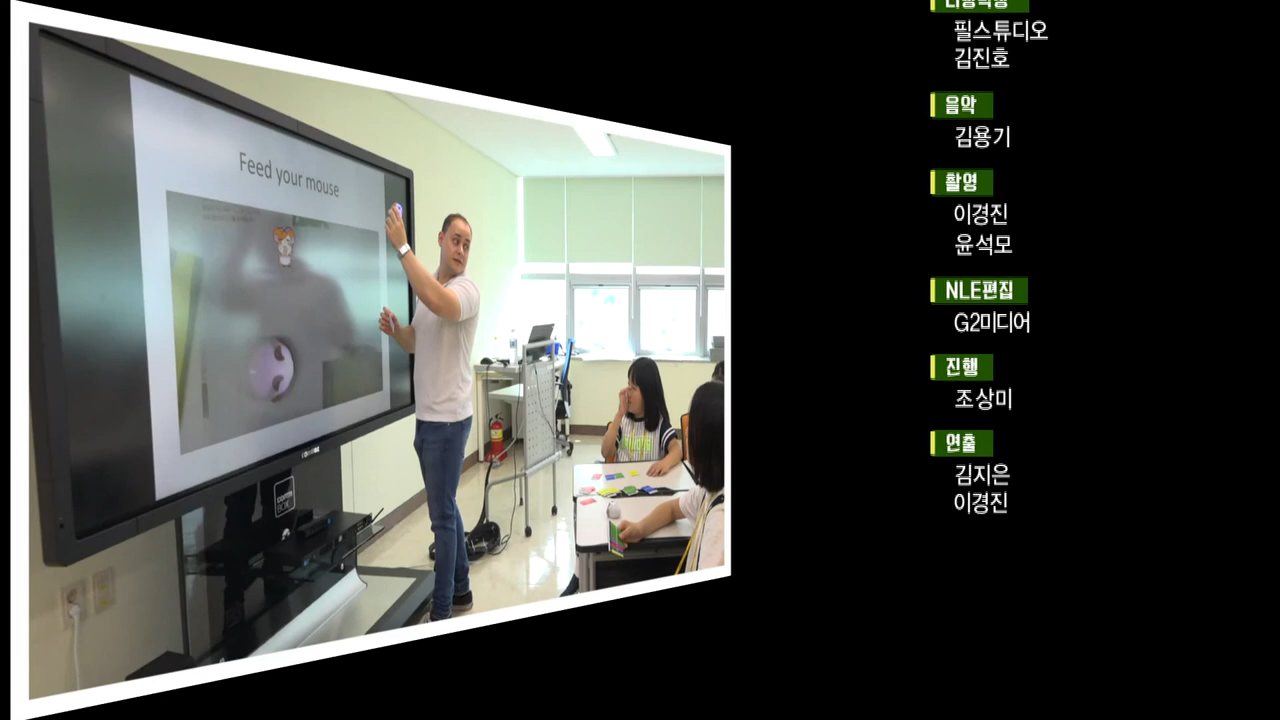 필스튜디오
김진호
음악
김용기
촬영
이경진
윤석모
NLE편집
G2미디어
진행
조상미
연출
김지은
이경진
Feed your mouse